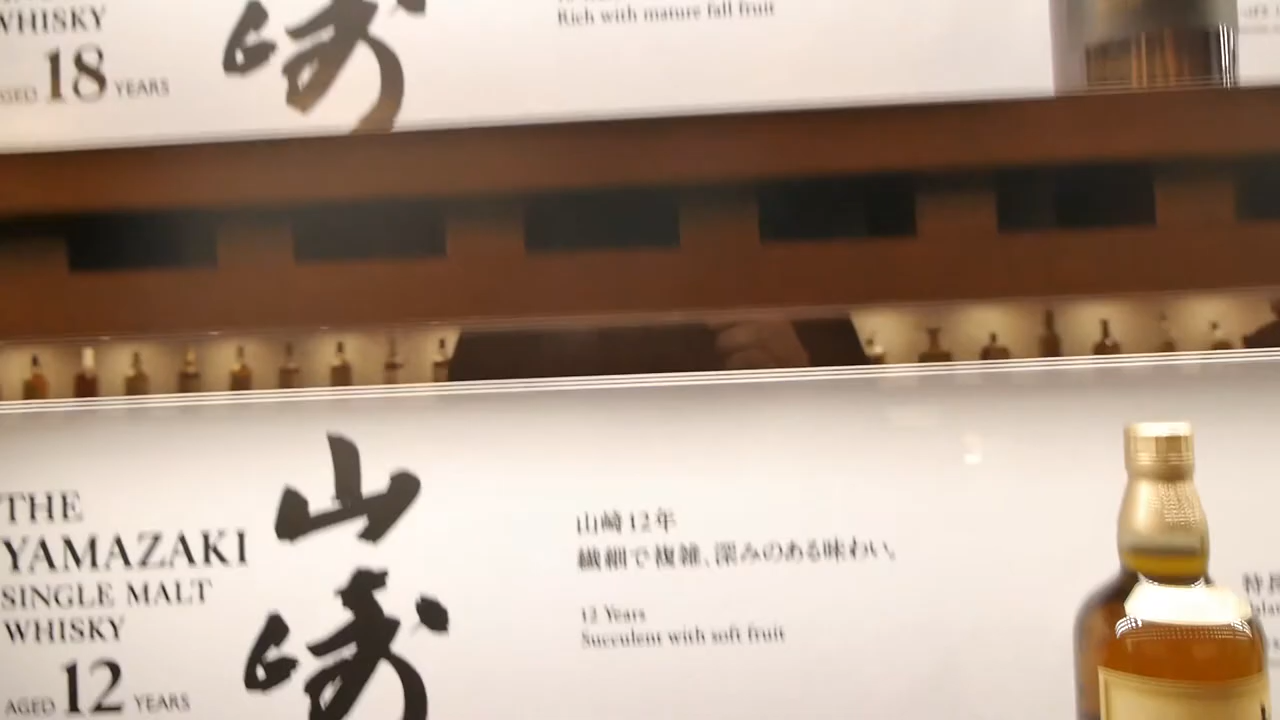 WHISKY
AGED 18 YEARS
Rich with mature fall fruit
THE
YAMAZAKI
SINGLE MALT
WHISKY
AGED 12 YEARS
山崎
山崎12年
繊細で複雑、深みのある味わい。
12 Years
Succulent with soft fruit
特長